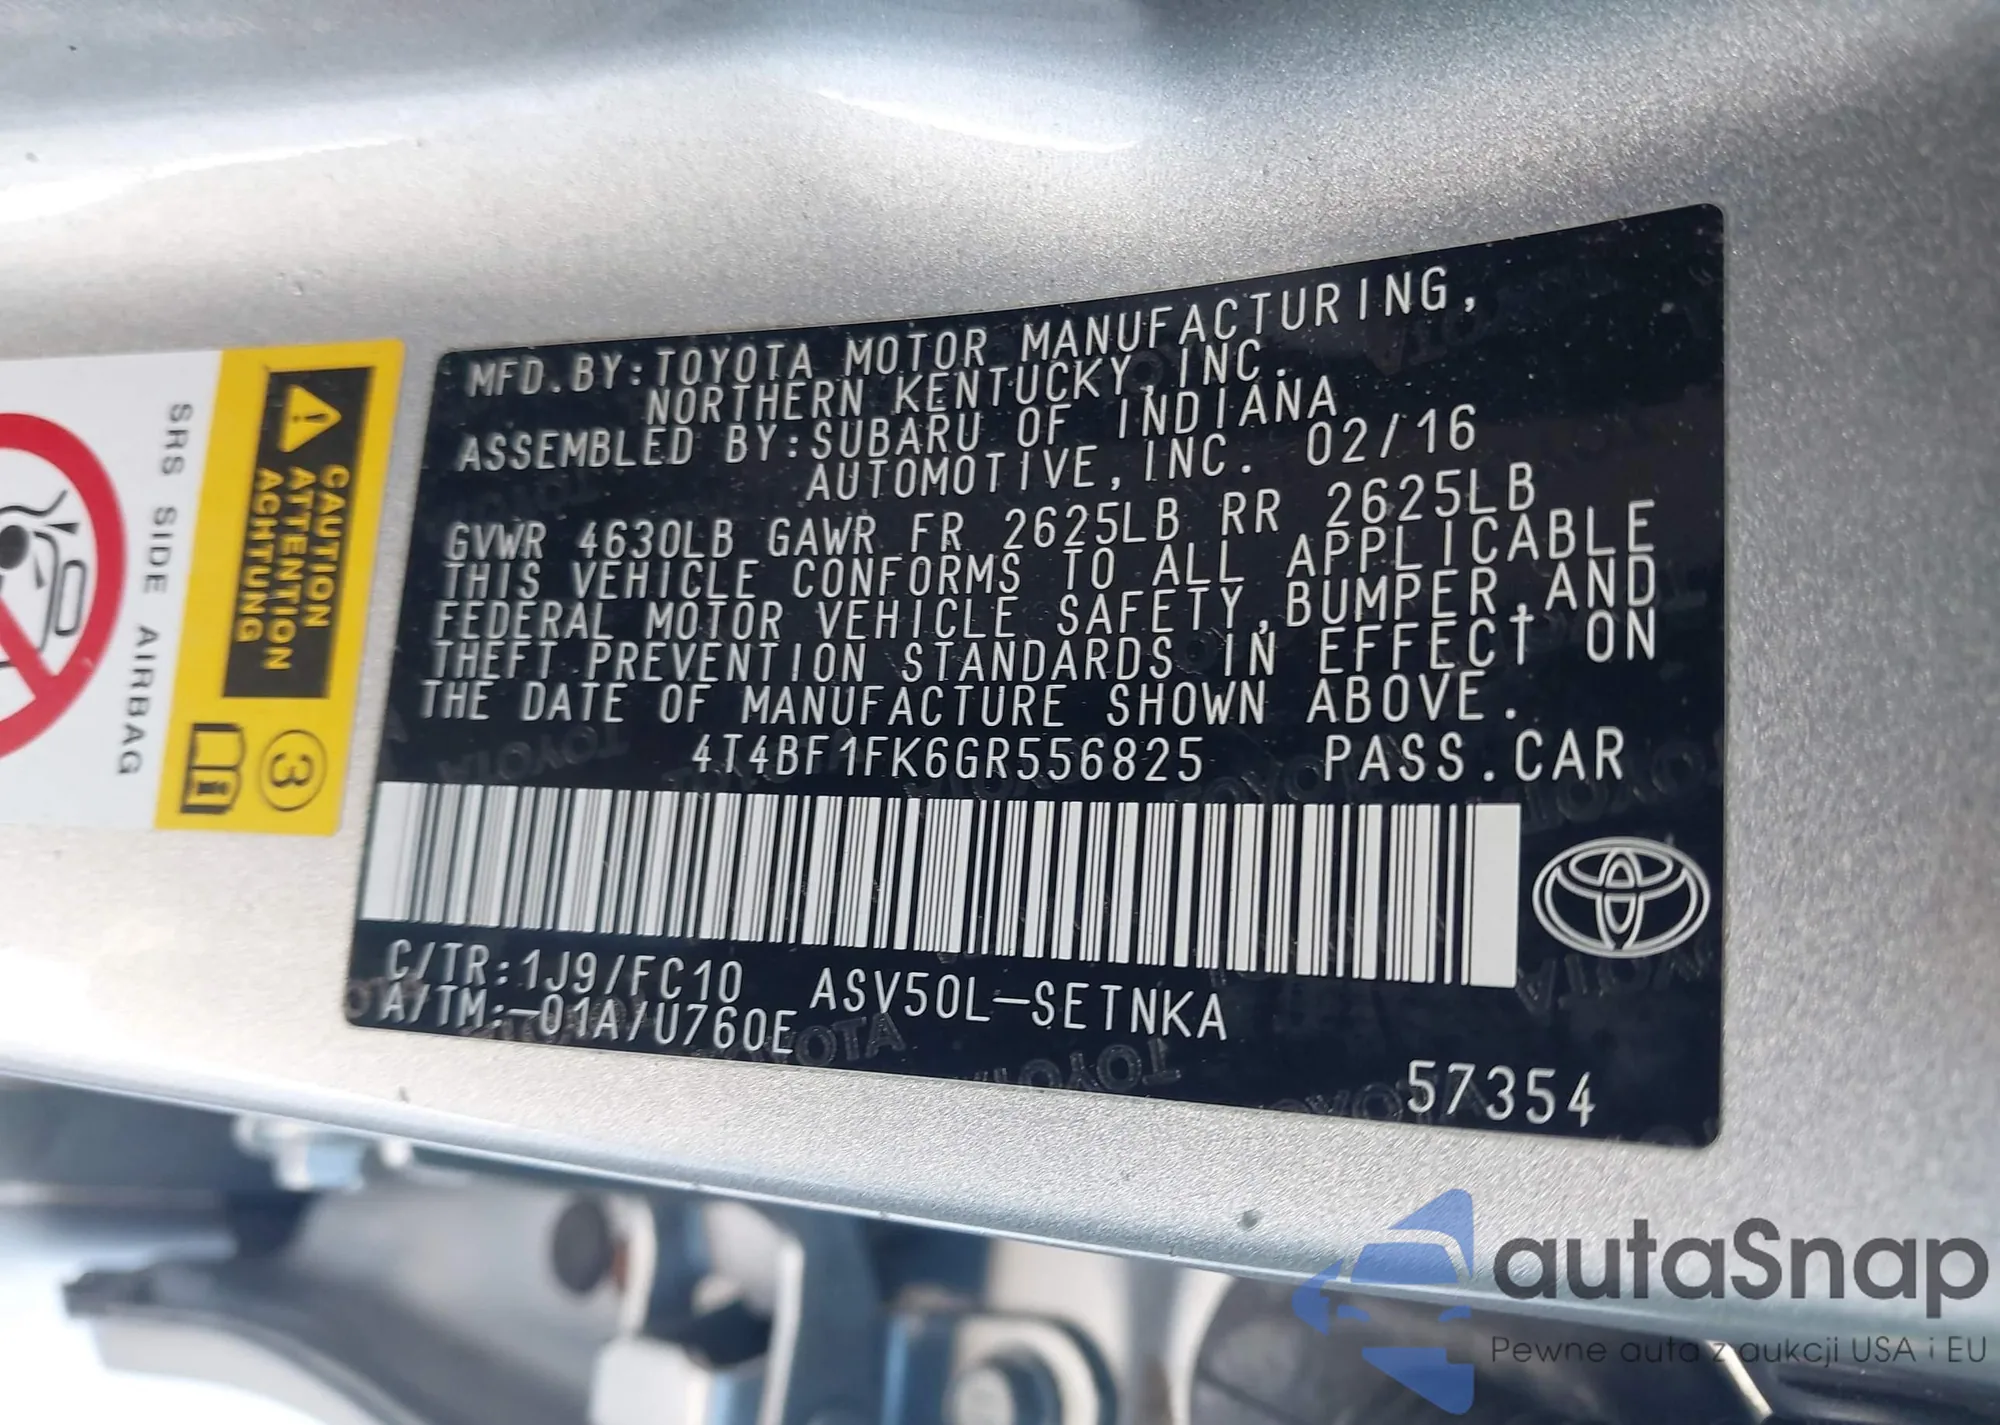 MFD.BY:TOYOTA MOTOR MANUFACTURING,
NORTHERN KENTUCKY,INC.
ASSEMBLED BY:SUBARU OF INDIANA
AUTOMOTIVE,INC. 02/16
GVWR 4630LB GAWR FR 2625LB RR 2625LB
THIS VEHICLE CONFORMS TO ALL APPLICABLE
FEDERAL MOTOR VEHICLE SAFETY,BUMPER,AND
THEFT PREVENTION STANDARDS IN EFFECT ON
THE DATE OF MANUFACTURE SHOWN ABOVE.
4T4BF1FK6GR556825 PASS.CAR
C/TR:1J9/FC10 ASV50L-SETNKA
A/TM:-01A/U760E
57354
CAUTION
ATTENTION
ACHTUNG
3
SRS SIDE AIRBAG
autaSnap
Pewne auta z aukcji USA i EU